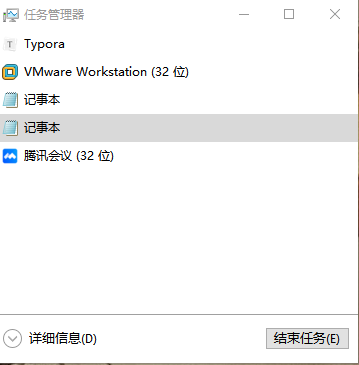 任务管理器
Typora
VMware Workstation (32 位)
记事本
记事本
腾讯会议 (32 位)
详细信息(D)
结束任务(E)